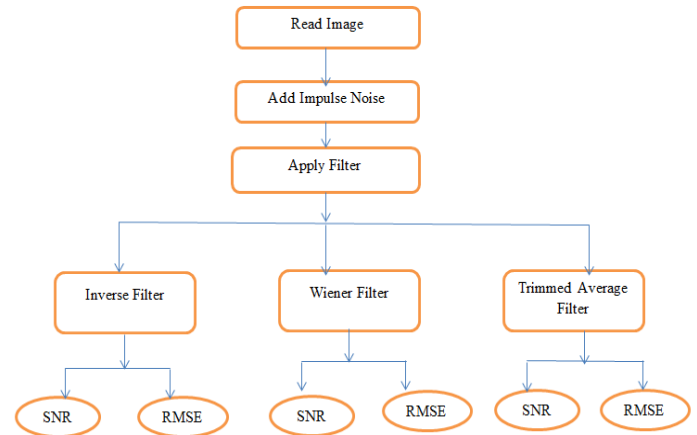 Read Image
Add Impulse Noise
Apply Filter
Inverse Filter
Wiener Filter
Trimmed Average
Filter
SNR
RMSE
SNR
RMSE
SNR
RMSE